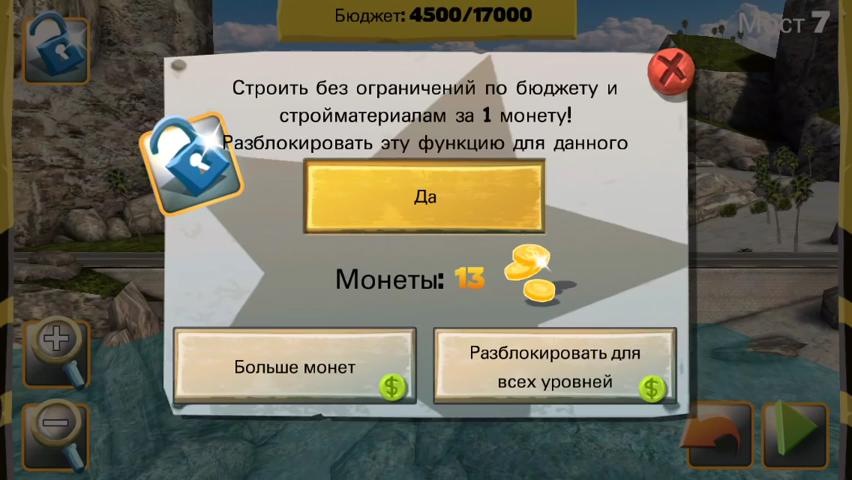 Бюджет: 4500/17000
Мост 7
Строить без ограничений по бюджету и
стройматериалам за 1 монету!
Разблокировать эту функцию для данного
Да
Монеты: 13
Больше монет
$
Разблокировать для
всех уровней
$